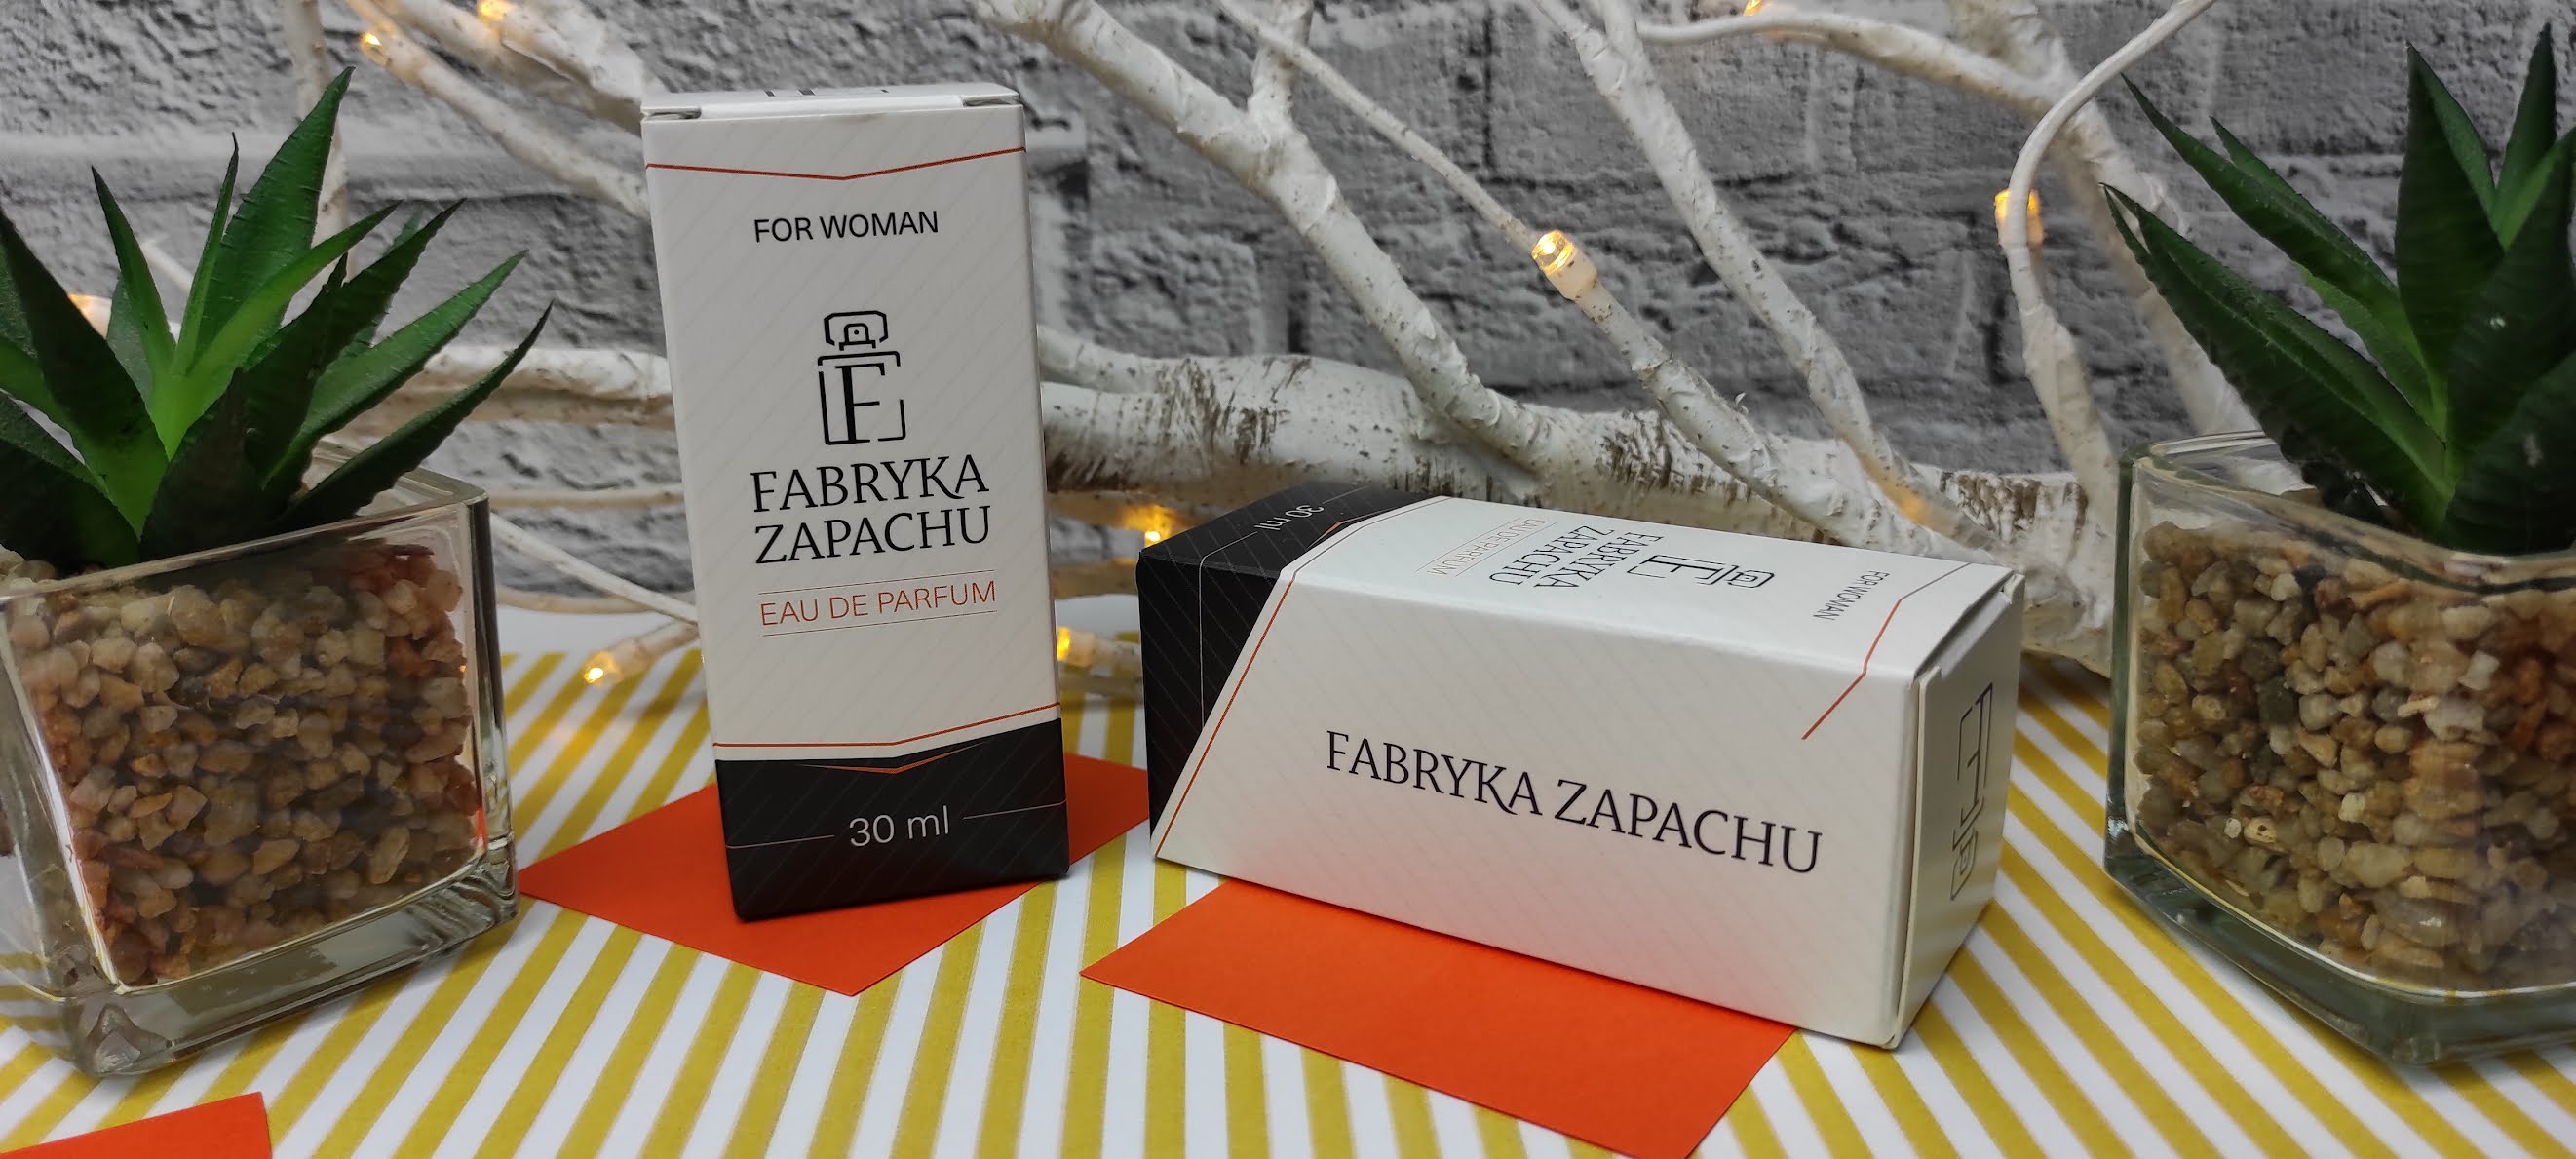 FOR WOMAN
FABRYKA
ZAPACHU
EAU DE PARFUM
30 ml
30 ml
EAU DE PARFUM
FABRYKA
ZAPACHU
FOR WOMAN
FABRYKA ZAPACHU